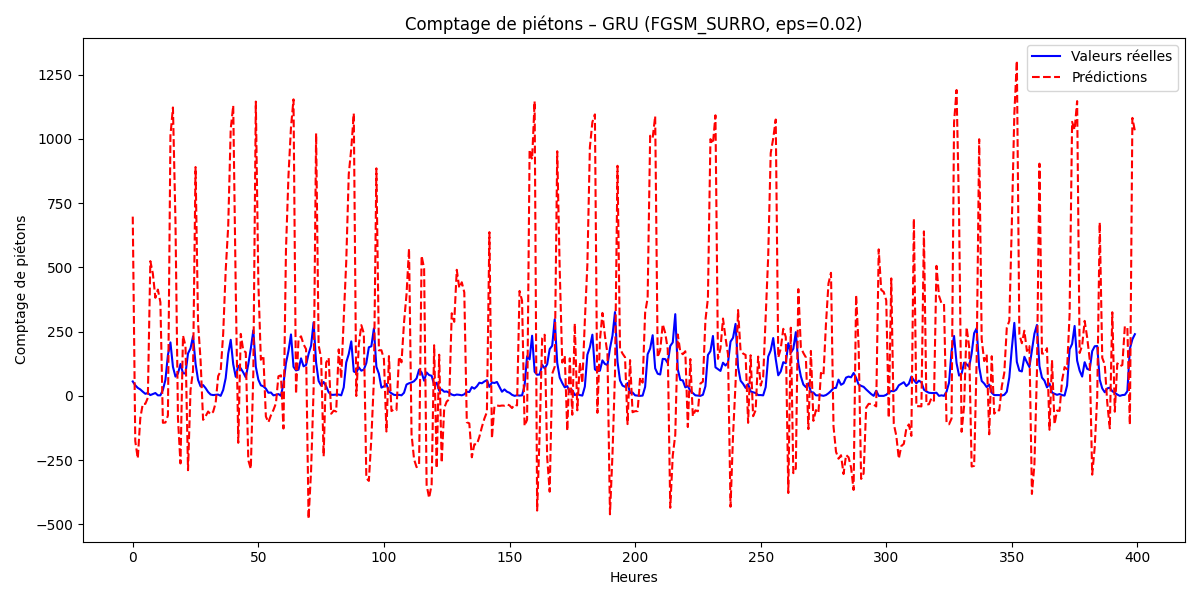 Comptage de piétons – GRU (FGSM_SURRO, eps=0.02)
Valeurs réelles
Prédictions
Comptage de piétons
1250
1000
750
500
250
0
−250
−500
0 50 100 150 200 250 300 350 400
Heures